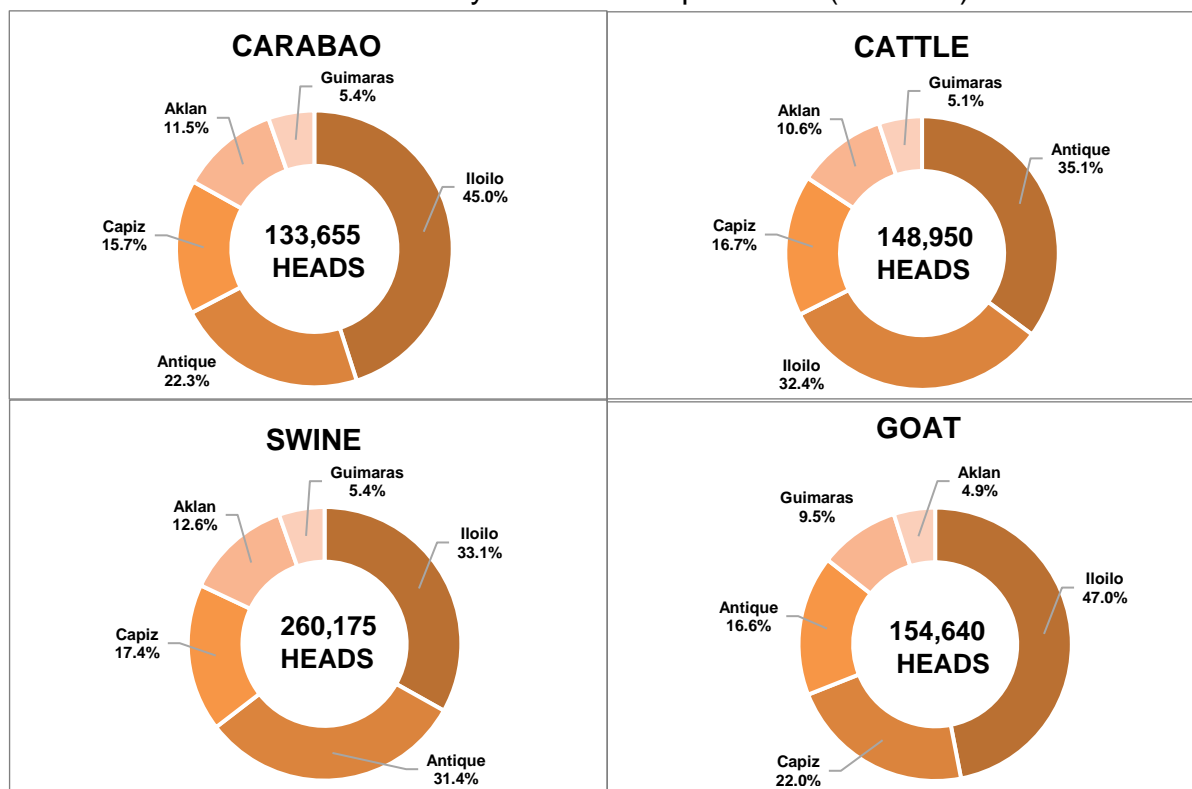 CARABAO
Guimaras
5.4%
Aklan
11.5%
Iloilo
45.0%
Capiz
15.7%
133,655
HEADS
Antique
22.3%
CATTLE
Guimaras
5.1%
Aklan
10.6%
Antique
35.1%
Capiz
16.7%
148,950
HEADS
Iloilo
32.4%
SWINE
Guimaras
5.4%
Aklan
12.6%
Iloilo
33.1%
Capiz
17.4%
260,175
HEADS
Antique
31.4%
GOAT
Aklan
4.9%
Guimaras
9.5%
Iloilo
47.0%
Antique
16.6%
154,640
HEADS
Capiz
22.0%